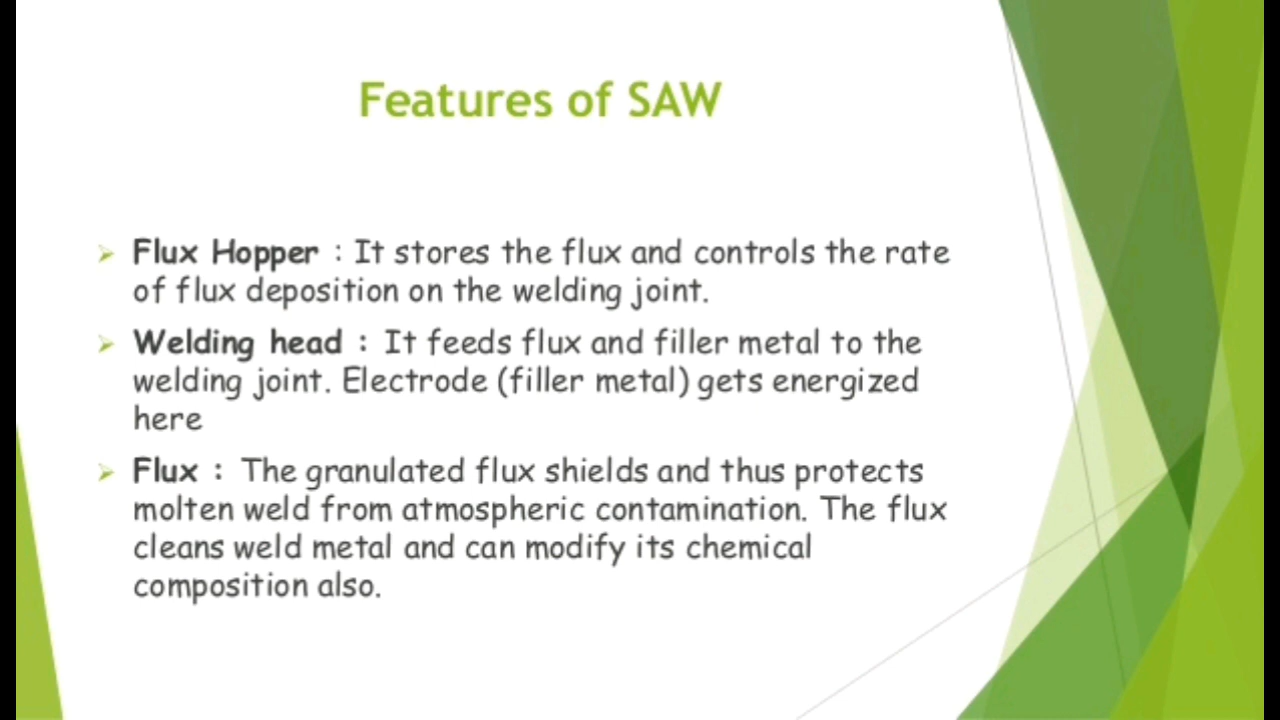 Features of SAW
Flux Hopper : It stores the flux and controls the rate
of flux deposition on the welding joint.
Welding head : It feeds flux and filler metal to the
welding joint. Electrode (filler metal) gets energized
here
Flux : The granulated flux shields and thus protects
molten weld from atmospheric contamination. The flux
cleans weld metal and can modify its chemical
composition also.